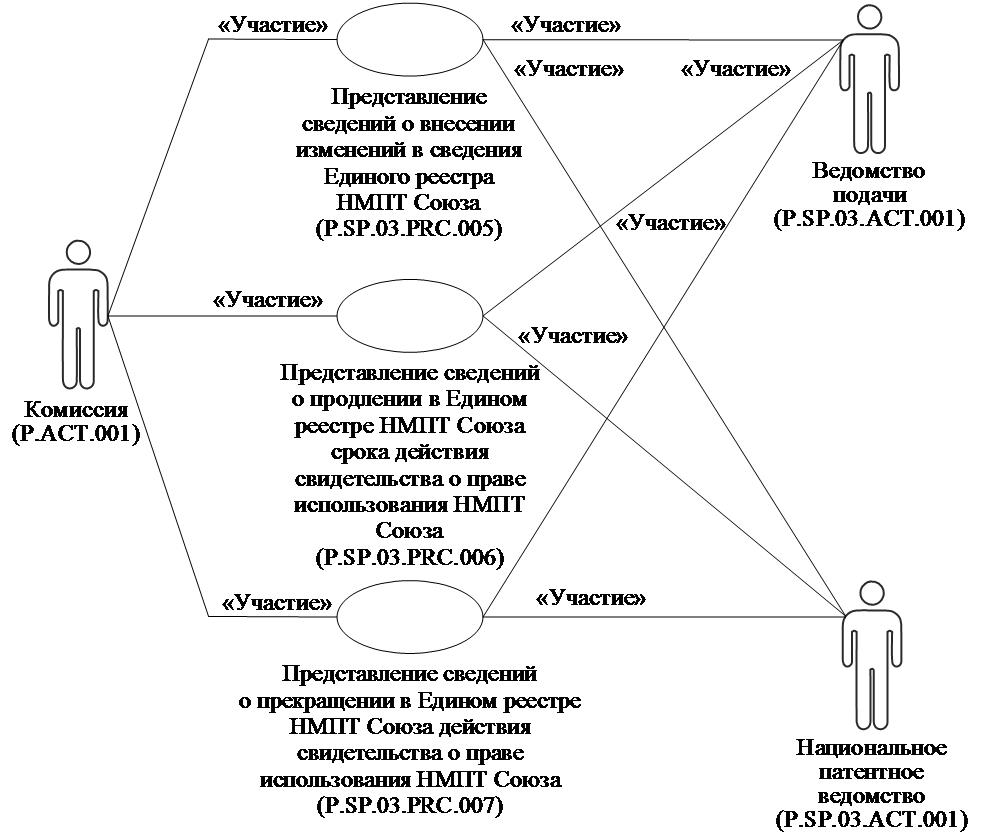 «Участие»
«Участие»
«Участие»
«Участие»
Представление
сведений о внесении
изменений в сведения
Единого реестра
НМПТ Союза
(P.SP.03.PRC.005)
Ведомство
подачи
(P.SP.03.ACT.001)
«Участие»
«Участие»
«Участие»
Представление сведений
о продлении в Едином
реестре НМПТ Союза
срока действия
свидетельства о праве
использования НМПТ
Союза
(P.SP.03.PRC.006)
Комиссия
(P.ACT.001)
«Участие»
«Участие»
Представление сведений
о прекращении в Едином реестре
НМПТ Союза действия
свидетельства о праве
использования НМПТ Союза
(P.SP.03.PRC.007)
Национальное
патентное
ведомство
(P.SP.03.ACT.001)